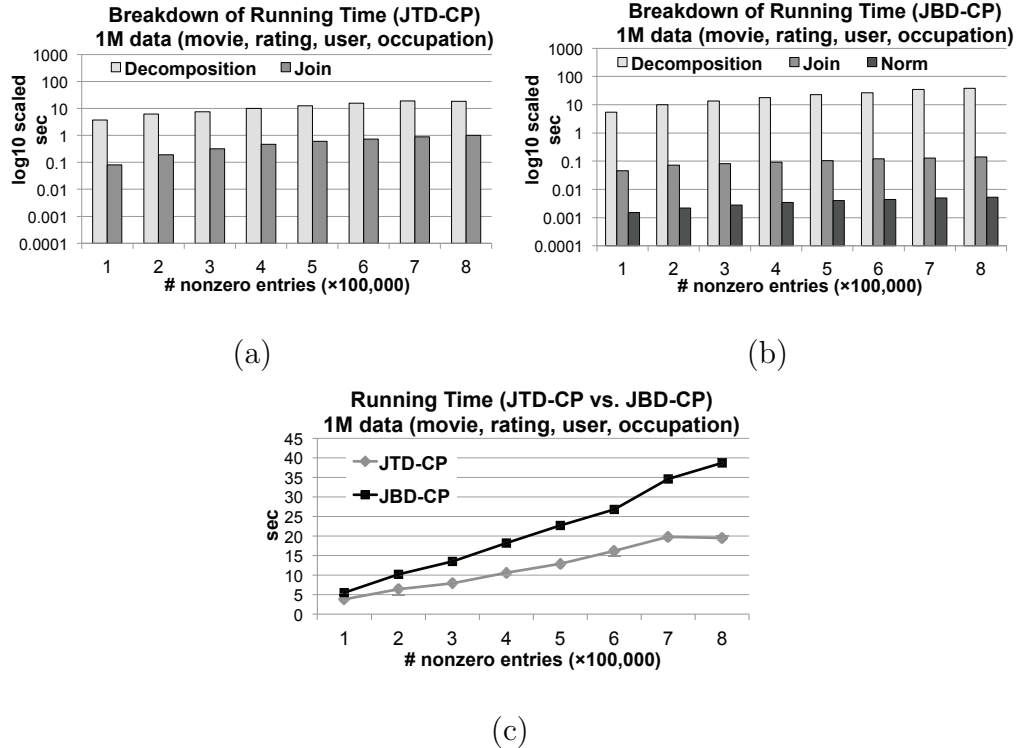 Breakdown of Running Time (JTD-CP)
1M data (movie, rating, user, occupation)
1000
100
10
1
0.1
0.01
0.001
0.0001
log10 scaled
sec
Decomposition Join
1 2 3 4 5 6 7 8
# nonzero entries (×100,000)
(a)
Breakdown of Running Time (JBD-CP)
1M data (movie, rating, user, occupation)
1000
100
10
1
0.1
0.01
0.001
0.0001
log10 scaled
sec
Decomposition Join Norm
1 2 3 4 5 6 7 8
# nonzero entries (×100,000)
(b)
Running Time (JTD-CP vs. JBD-CP)
1M data (movie, rating, user, occupation)
45
40
35
30
25
20
15
10
5
0
sec
JTD-CP
JBD-CP
1 2 3 4 5 6 7 8
# nonzero entries (×100,000)
(c)